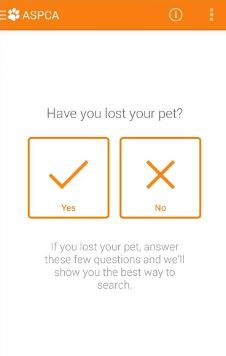 ASPCA
Have you lost your pet?
Yes
No
If you lost your pet, answer
these few questions and we'll
show you the best way to
search.